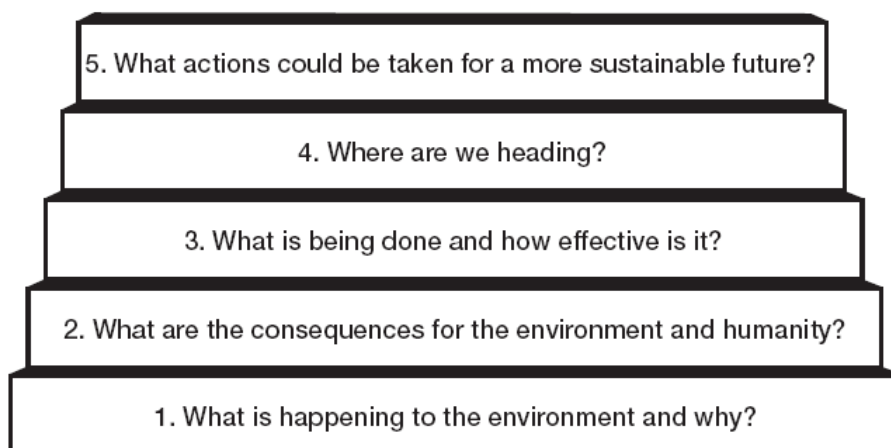 5. What actions could be taken for a more sustainable future?
4. Where are we heading?
3. What is being done and how effective is it?
2. What are the consequences for the environment and humanity?
1. What is happening to the environment and why?